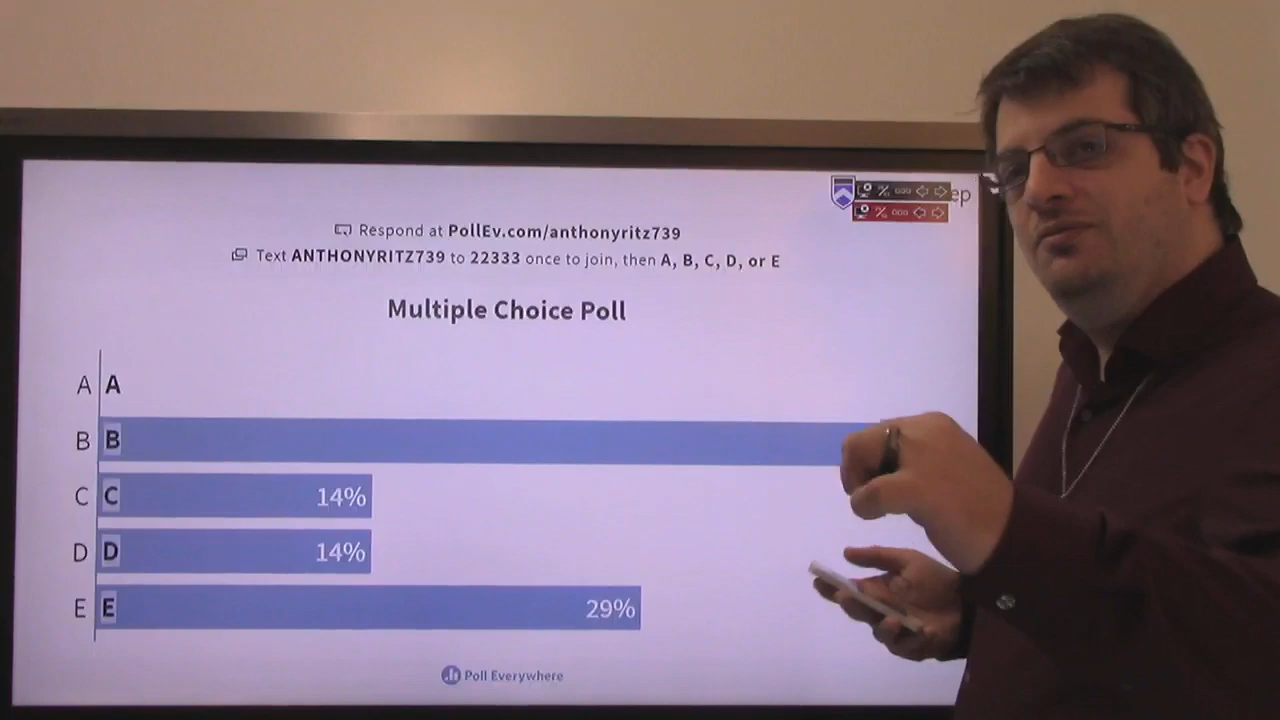 ep
Respond at PollEv.com/anthonyritz739
Text ANTHONYRITZ739 to 22333 once to join, then A, B, C, D, or E
Multiple Choice Poll
A A
B B
C C 14%
D D 14%
E E 29%
Poll Everywhere